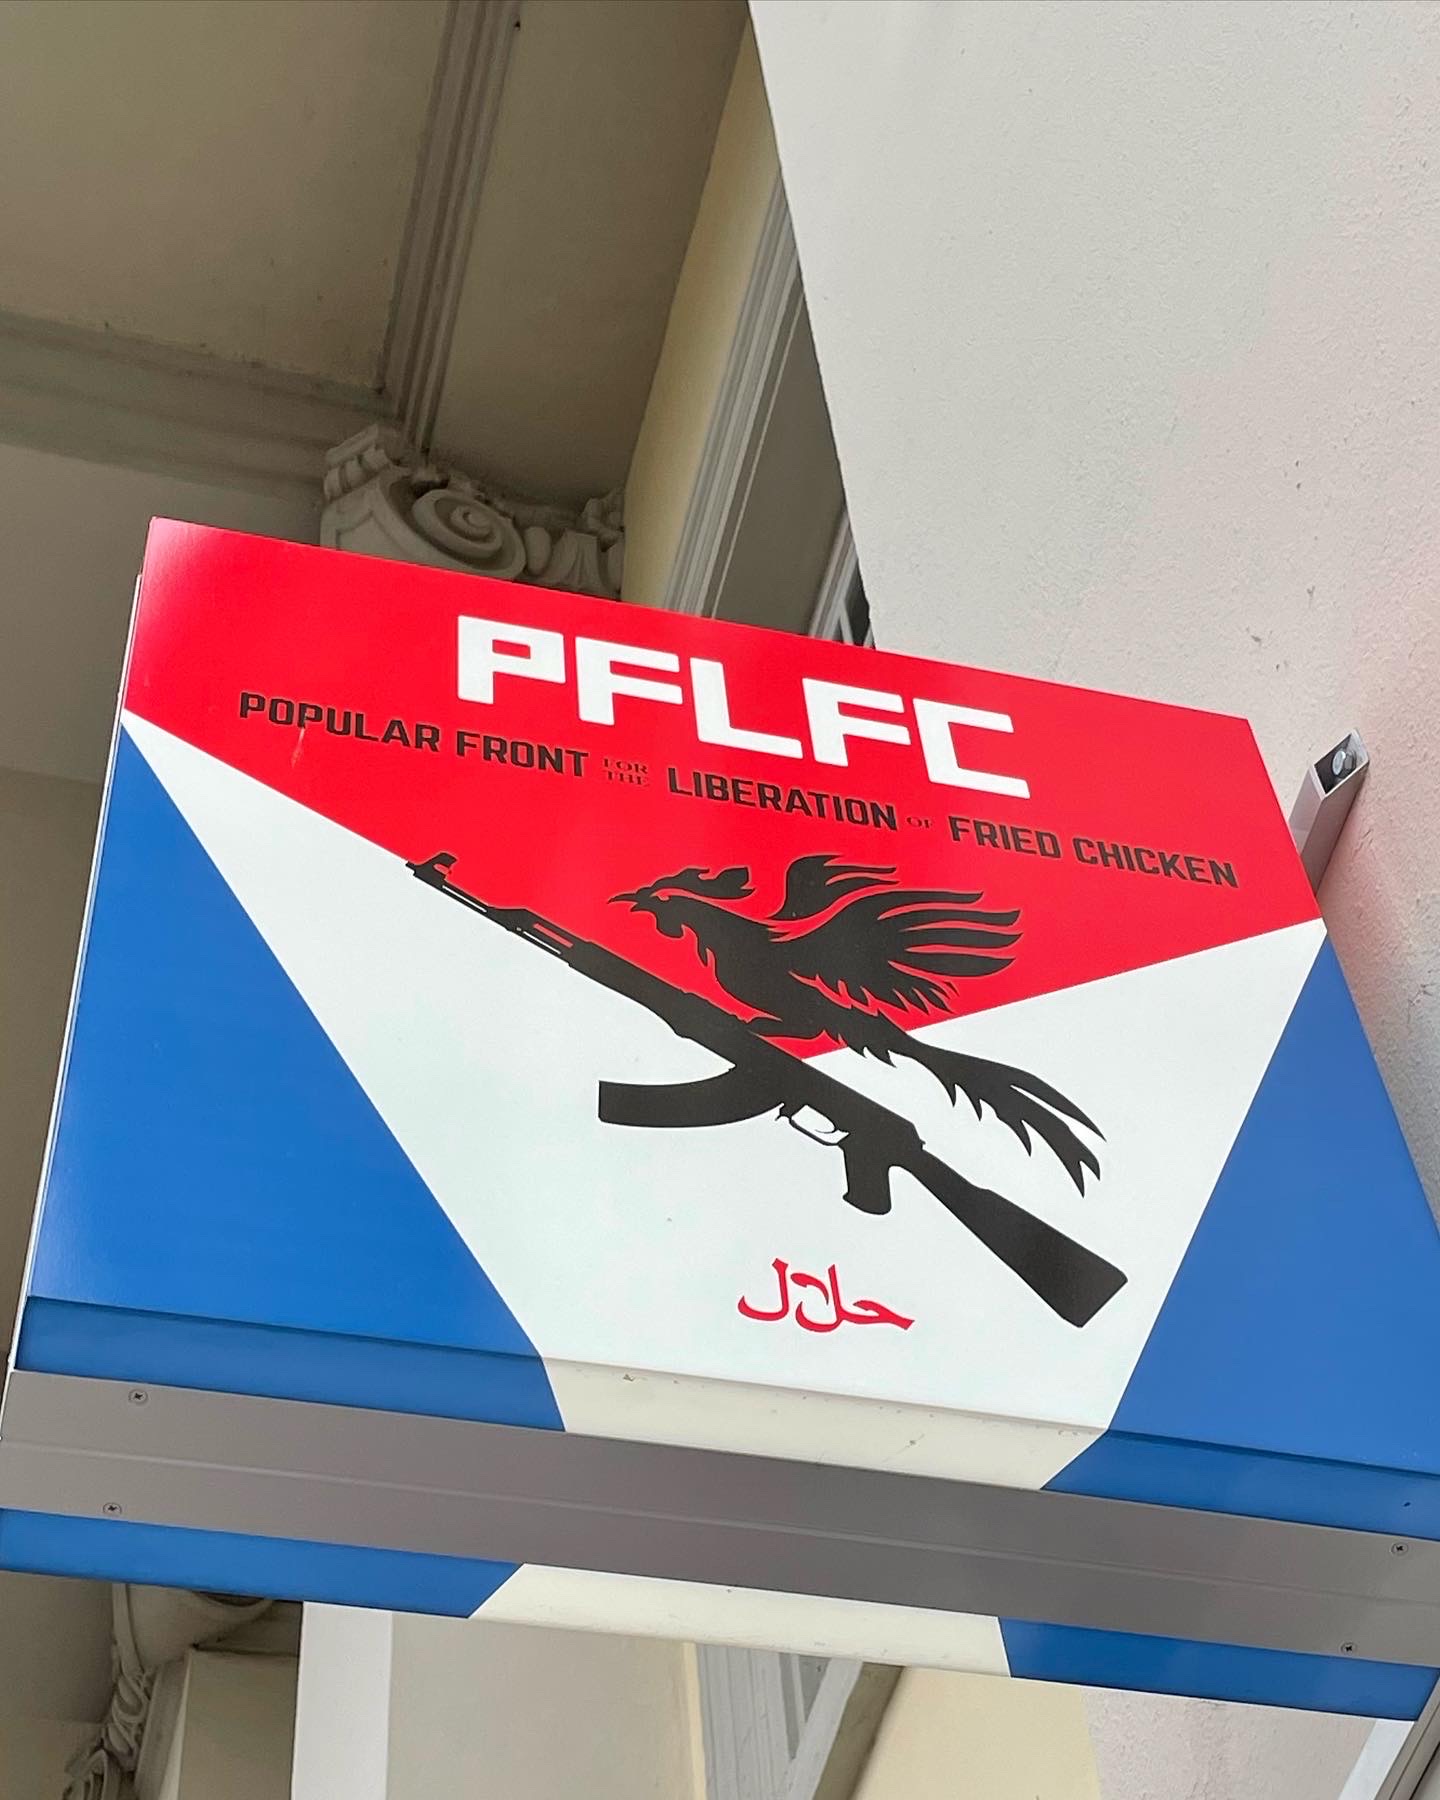 PFLFC
POPULAR FRONT FOR THE LIBERATION OF FRIED CHICKEN
حلال